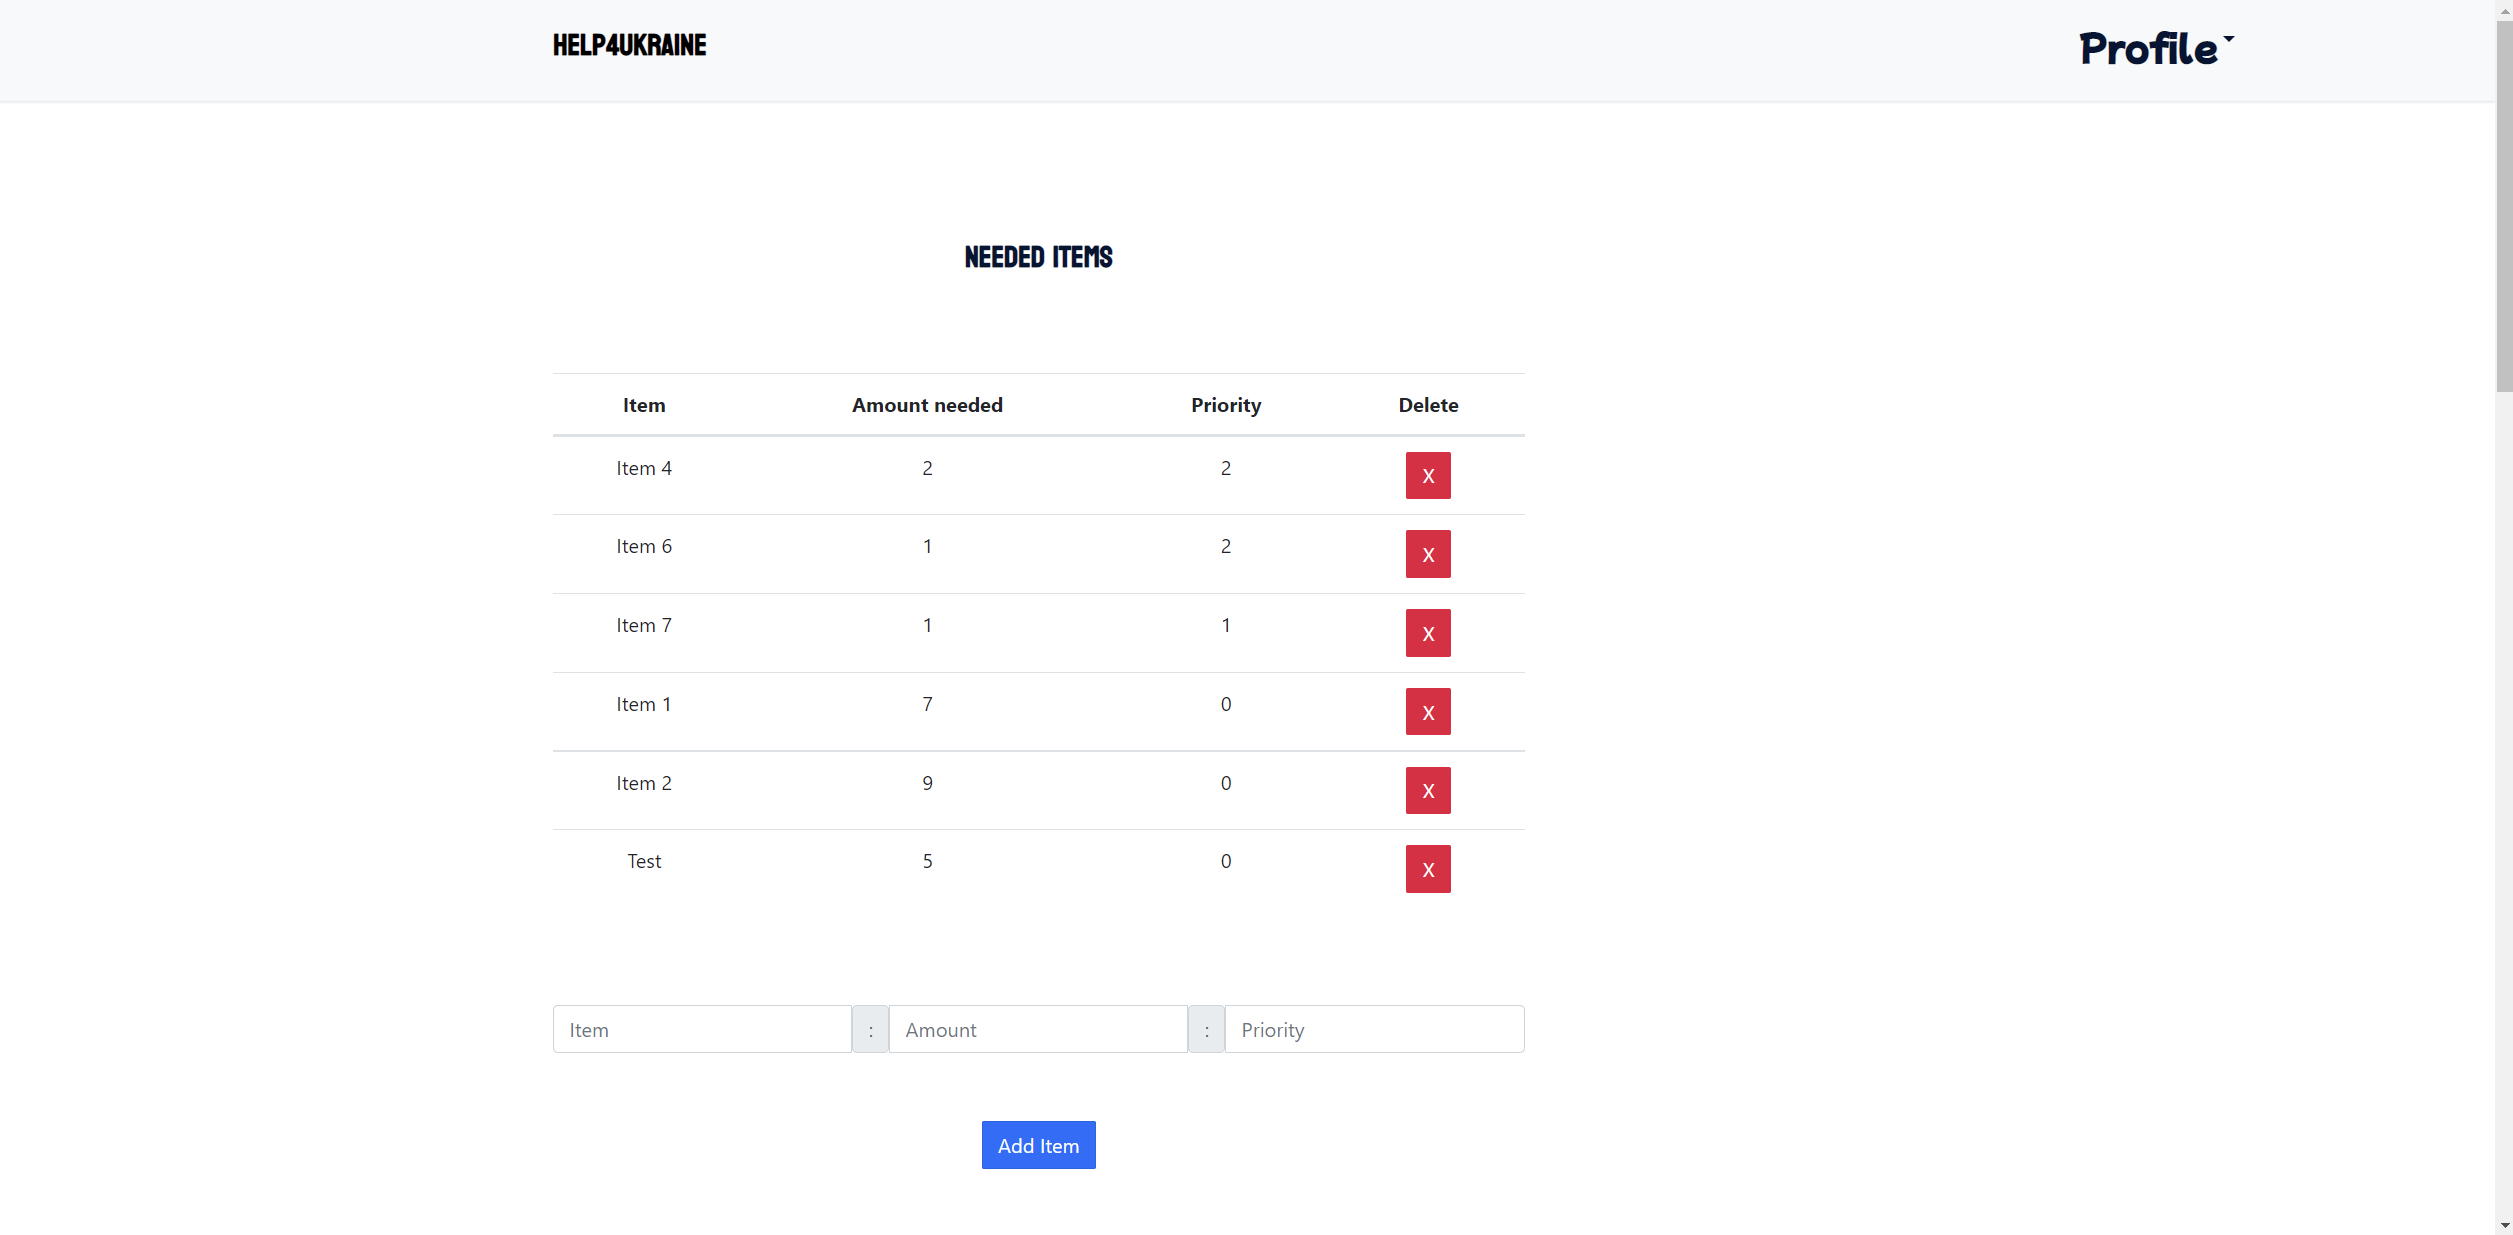 HELP4UKRAINE
Profile
NEEDED ITEMS
Item Amount needed Priority Delete
Item 4 2 2 X
Item 6 1 2 X
Item 7 1 1 X
Item 1 7 0 X
Item 2 9 0 X
Test 5 0 X
Item : Amount : Priority
Add Item